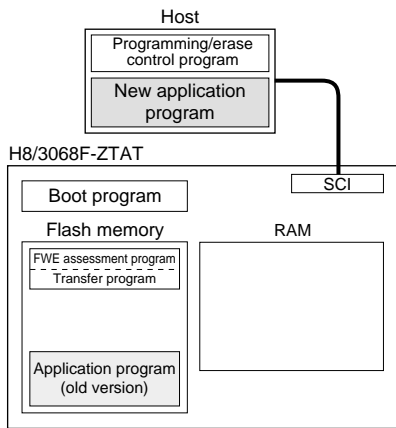 Host
Programming/erase
control program
New application
program
H8/3068F-ZTAT
SCI
Boot program
Flash memory
RAM
FWE assessment program
Transfer program
Application program
(old version)